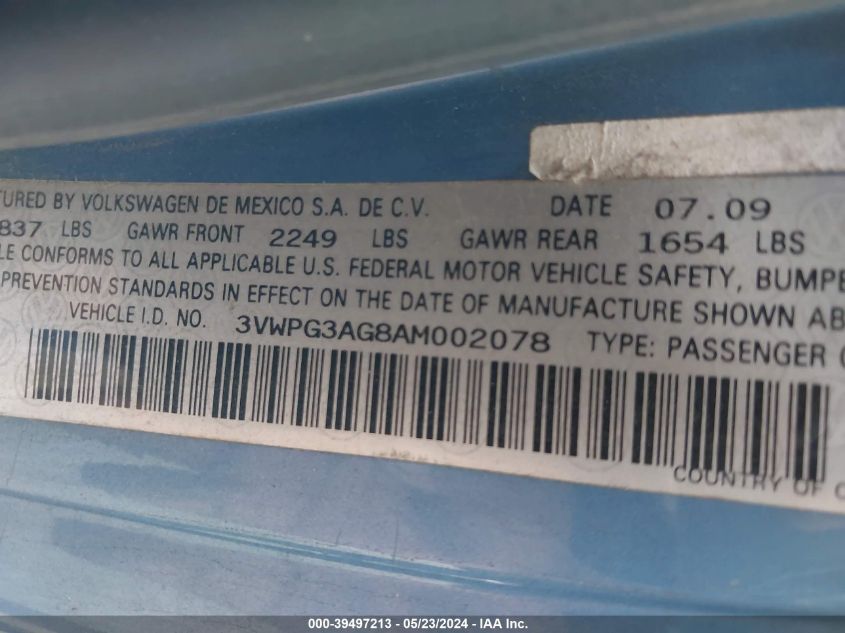 TURED BY VOLKSWAGEN DE MEXICO S.A. DE C.V. DATE 07.09
837 LBS GAWR FRONT 2249 LBS GAWR REAR 1654 LBS
LE CONFORMS TO ALL APPLICABLE U.S. FEDERAL MOTOR VEHICLE SAFETY, BUMPE
PREVENTION STANDARDS IN EFFECT ON THE DATE OF MANUFACTURE SHOWN AB
VEHICLE I.D. NO. 3VWPG3AG8AM002078 TYPE: PASSENGER
COUNTRY OF
000-39497213 - 05/23/2024 - IAA Inc.